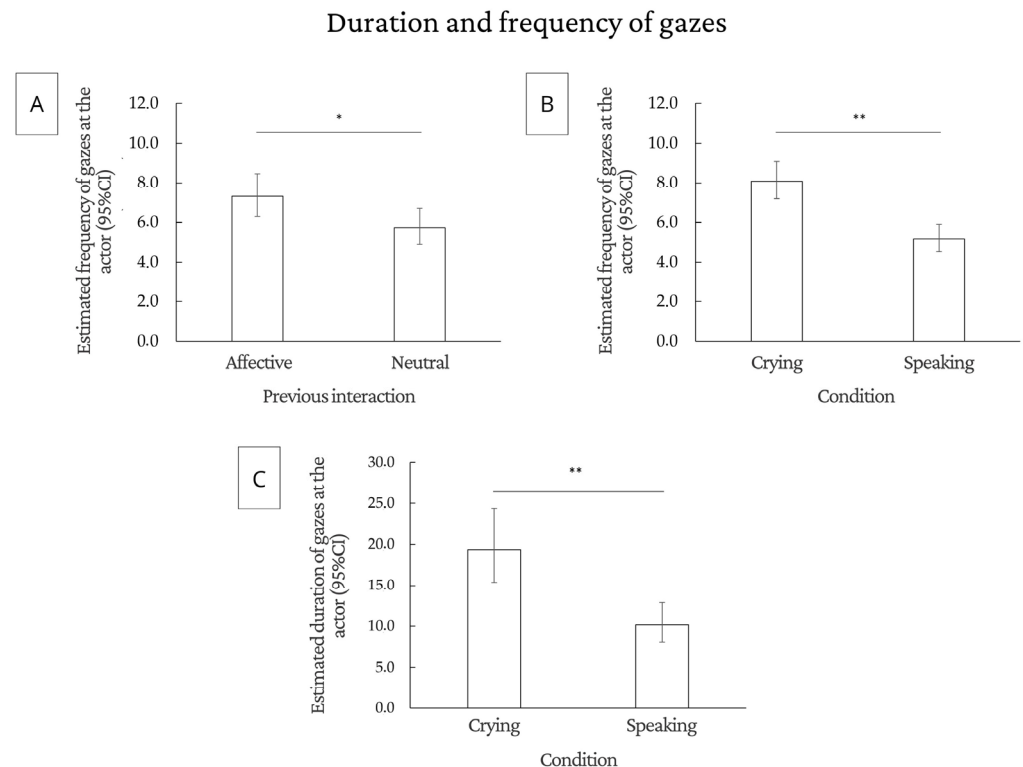 Duration and frequency of gazes
A
Estimated frequency of gazes at the
actor (95%CI)
12.0
10.0
8.0
6.0
4.0
2.0
0.0
*
Affective
Neutral
Previous interaction
B
Estimated frequency of gazes at the
actor (95%CI)
12.0
10.0
8.0
6.0
4.0
2.0
0.0
**
Crying
Speaking
Condition
C
Estimated duration of gazes at the
actor (95%CI)
30.0
25.0
20.0
15.0
10.0
5.0
0.0
**
Crying
Speaking
Condition